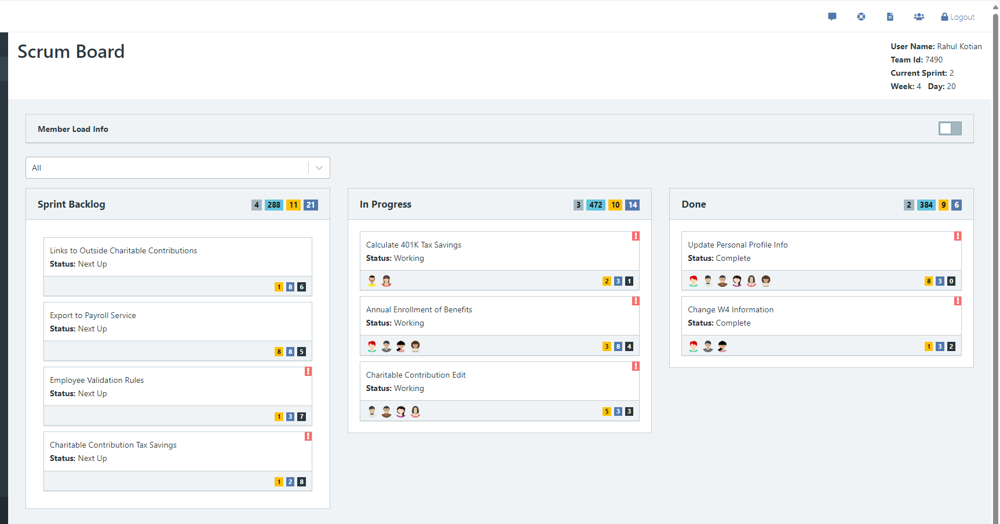 Logout
Scrum Board
User Name: Rahul Kotian
Team Id: 7490
Current Sprint: 2
Week: 4 Day: 20
Member Load Info
All
Sprint Backlog 4 288 11 21
Links to Outside Charitable Contributions
Status: Next Up
1 8 6
Export to Payroll Service
Status: Next Up
8 8 5
!
Employee Validation Rules
Status: Next Up
1 3 7
!
Charitable Contribution Tax Savings
Status: Next Up
1 2 8
In Progress 3 472 10 14
!
Calculate 401K Tax Savings
Status: Working
2 3 1
!
Annual Enrollment of Benefits
Status: Working
3 8 4
!
Charitable Contribution Edit
Status: Working
5 3 3
Done 2 384 9 6
!
Update Personal Profile Info
Status: Complete
8 3 0
!
Change W4 Information
Status: Complete
1 3 2